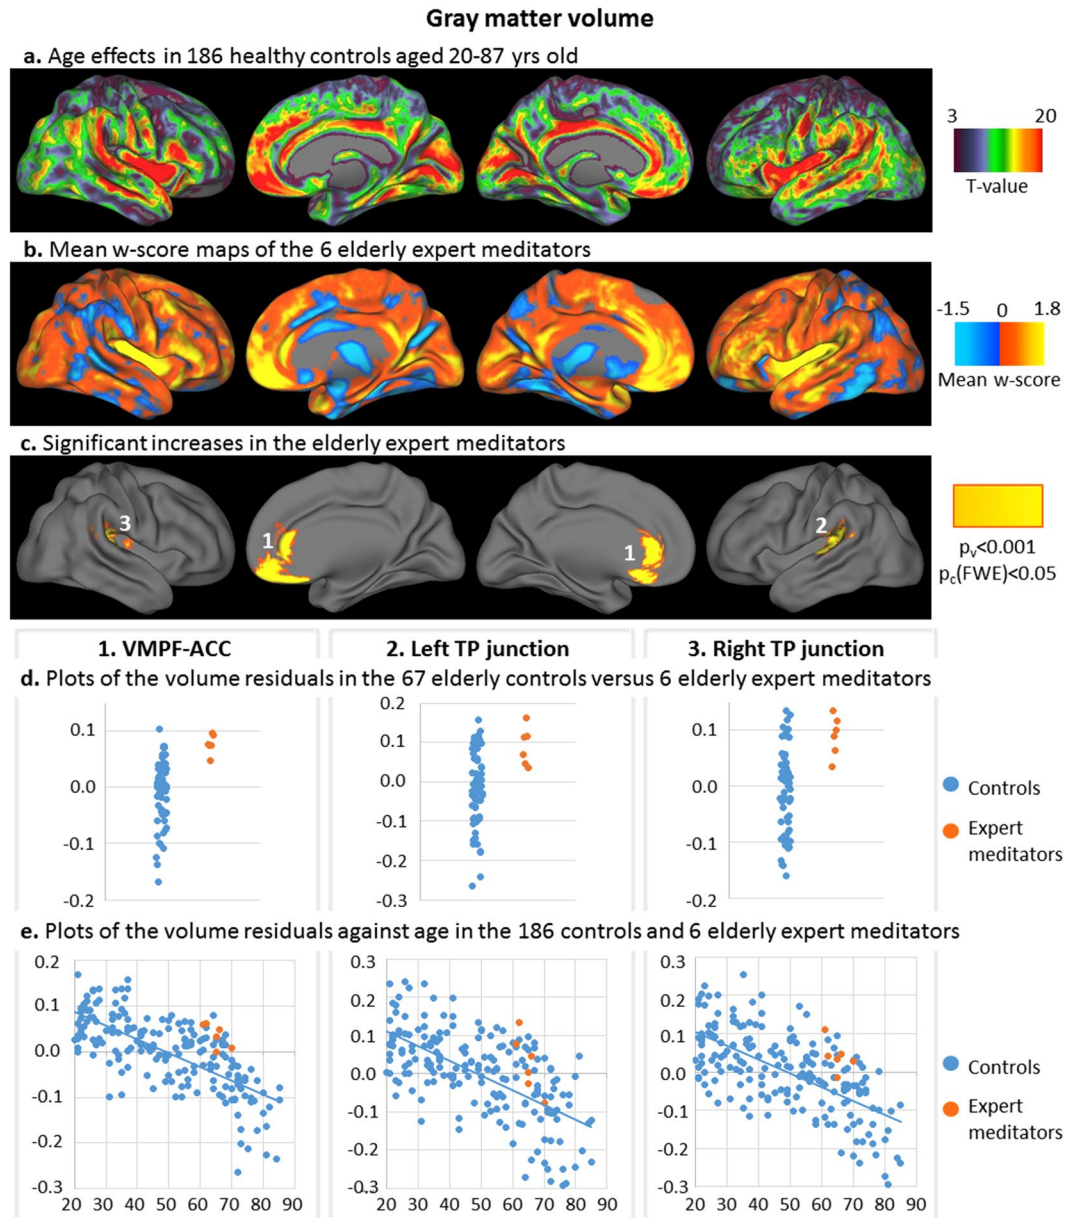 Gray matter volume
a. Age effects in 186 healthy controls aged 20-87 yrs old
3 20
T-value
b. Mean w-score maps of the 6 elderly expert meditators
-1.5 0 1.8
Mean w-score
c. Significant increases in the elderly expert meditators
3
1
1
2
pv<0.001
pc(FWE)<0.05
1. VMPF-ACC
2. Left TP junction
3. Right TP junction
d. Plots of the volume residuals in the 67 elderly controls versus 6 elderly expert meditators
0.1
0.0
-0.1
-0.2
0.2
0.1
0.0
-0.1
-0.2
-0.3
0.1
0.0
-0.1
-0.2
Controls
Expert
meditators
e. Plots of the volume residuals against age in the 186 controls and 6 elderly expert meditators
0.2
0.1
0.0
-0.1
-0.2
-0.3
20 30 40 50 60 70 80 90
0.3
0.2
0.1
0.0
-0.1
-0.2
-0.3
20 30 40 50 60 70 80 90
0.3
0.2
0.1
0.0
-0.1
-0.2
-0.3
20 30 40 50 60 70 80 90
Controls
Expert
meditators